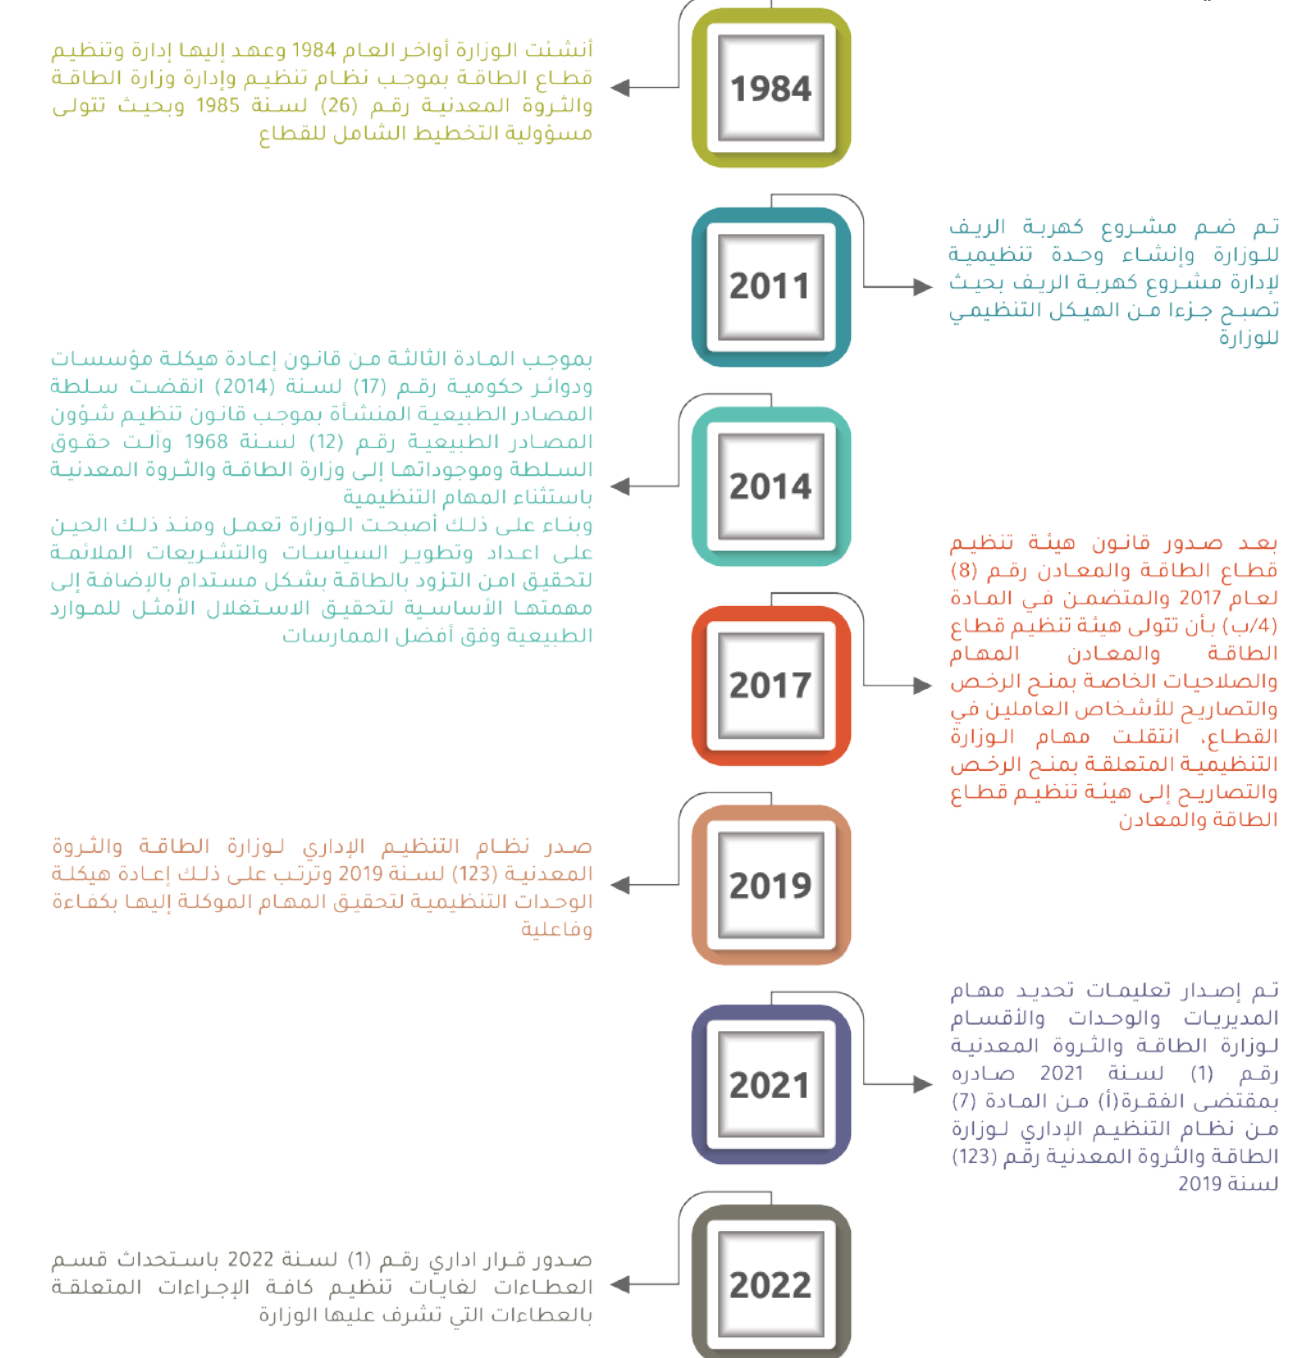 1984
أنشئت الوزارة أواخر العام 1984 وعهد إليها إدارة وتنظيم
قطاع الطاقة بموجب نظام تنظيم وإدارة وزارة الطاقة
والثروة المعدنية رقم (26) لسنة 1985 وبحيث تتولى
مسؤولية التخطيط الشامل للقطاع
2011
تم ضم مشروع كهربة الريف
للوزارة وإنشاء وحدة تنظيمية
لإدارة مشروع كهربة الريف بحيث
تصبح جزءا من الهيكل التنظيمي
للوزارة
2014
بموجب المادة الثالثة من قانون إعادة هيكلة مؤسسات
ودوائر حكومية رقم (17) لسنة (2014) انقضت سلطة
المصادر الطبيعية المنشأة بموجب قانون تنظيم شؤون
المصادر الطبيعية رقم (12) لسنة 1968 وآلت حقوق
السلطة وموجوداتها إلى وزارة الطاقة والثروة المعدنية
باستثناء المهام التنظيمية
وبناء على ذلك أصبحت الوزارة تعمل ومنذ ذلك الحين
على اعداد وتطوير السياسات والتشريعات الملائمة
لتحقيق امن التزود بالطاقة بشكل مستدام بالإضافة إلى
مهمتها الأساسية لتحقيق الاستغلال الأمثل للموارد
الطبيعية وفق أفضل الممارسات
2017
بعد صدور قانون هيئة تنظيم
قطاع الطاقة والمعادن رقم (8)
لعام 2017 والمتضمن في المادة
(4/ب) بأن تتولى هيئة تنظيم قطاع
الطاقة والمعادن المهام
والصلاحيات الخاصة بمنح الرخص
والتصاريح للأشخاص العاملين في
القطاع، انتقلت مهام الوزارة
التنظيمية المتعلقة بمنح الرخص
والتصاريح إلى هيئة تنظيم قطاع
الطاقة والمعادن
2019
صدر نظام التنظيم الإداري لوزارة الطاقة والثروة
المعدنية (123) لسنة 2019 وترتب على ذلك إعادة هيكلة
الوحدات التنظيمية لتحقيق المهام الموكلة إليها بكفاءة
وفاعلية
2021
تم إصدار تعليمات تحديد مهام
المديريات والوحدات والأقسام
لوزارة الطاقة والثروة المعدنية
رقم (1) لسنة 2021 صادره
بمقتضى الفقرة(أ) من المادة (7)
من نظام التنظيم الإداري لوزارة
الطاقة والثروة المعدنية رقم (123)
لسنة 2019
2022
صدور قرار اداري رقم (1) لسنة 2022 باستحداث قسم
العطاءات لغايات تنظيم كافة الإجراءات المتعلقة
بالعطاءات التي تشرف عليها الوزارة